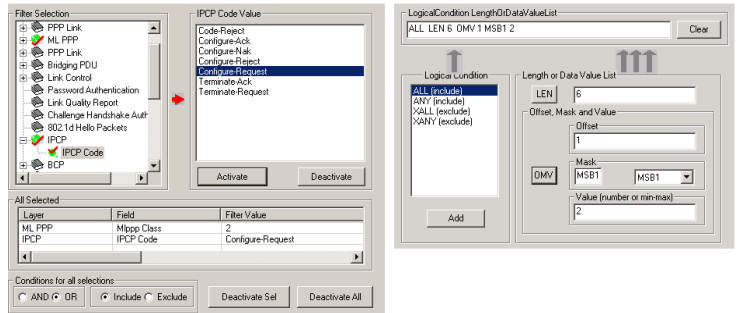 Filter Selection
PPP Link
ML PPP
PPP Link
Bridging PDU
Link Control
Password Authentication
Link Quality Report
Challenge Handshake Auth
802.1d Hello Packets
IPCP
IPCP Code
BCP
IPCP Code Value
Code-Reject
Configure-Ack
Configure-Nak
Configure-Reject
Configure-Request
Terminate-Ack
Terminate-Request
Activate
Deactivate
All Selected
Layer Field Filter Value
ML PPP Mlppp Class 2
IPCP IPCP Code Configure-Request
Conditions for all selections
AND OR
Include Exclude
Deactivate Sel
Deactivate All
LogicalCondition LengthOrDataValueList
ALL LEN 6 OMV 1 MSB1 2
Clear
Logical Condition
ALL (include)
ANY (include)
XALL (exclude)
XANY (exclude)
Add
Length or Data Value List
LEN 6
Offset, Mask and Value
Offset
1
Mask
OMV MSB1 MSB1
Value (number or min-max)
2